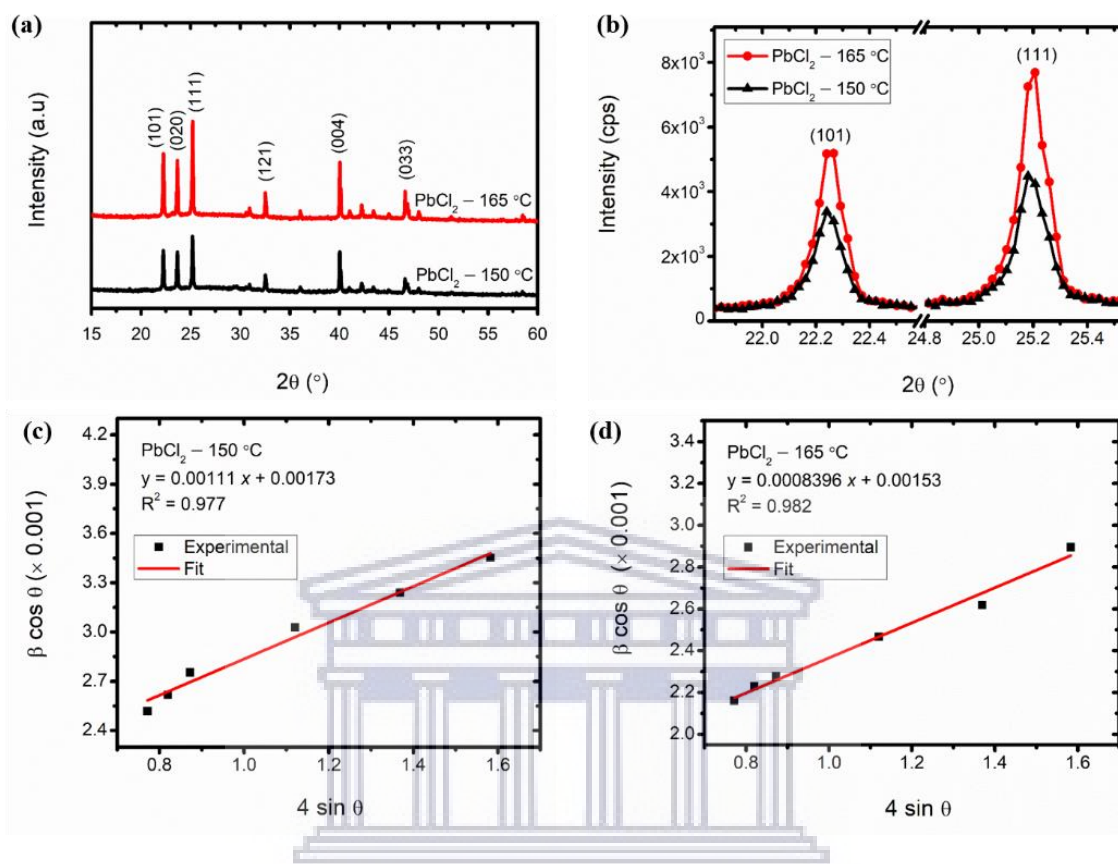 (a)
Intensity (a.u)
(101)
(020)
(111)
(121)
(004)
(033)
PbCl₂ – 165 °C
PbCl₂ – 150 °C
15 20 25 30 35 40 45 50 55 60
2θ (°)
(b)
Intensity (cps)
8x10³
6x10³
4x10³
2x10³
0
PbCl₂ – 165 °C
PbCl₂ – 150 °C
(101)
(111)
22.0 22.2 22.4 24.8 25.0 25.2 25.4
2θ (°)
(c)
β cos θ (× 0.001)
4.2
3.9
3.6
3.3
3.0
2.7
2.4
PbCl₂ – 150 °C
y = 0.00111 x + 0.00173
R² = 0.977
Experimental
Fit
0.8 1.0 1.2 1.4 1.6
4 sin θ
(d)
β cos θ (× 0.001)
3.4
3.2
3.0
2.8
2.6
2.4
2.2
2.0
PbCl₂ – 165 °C
y = 0.0008396 x + 0.00153
R² = 0.982
Experimental
Fit
0.8 1.0 1.2 1.4 1.6
4 sin θ